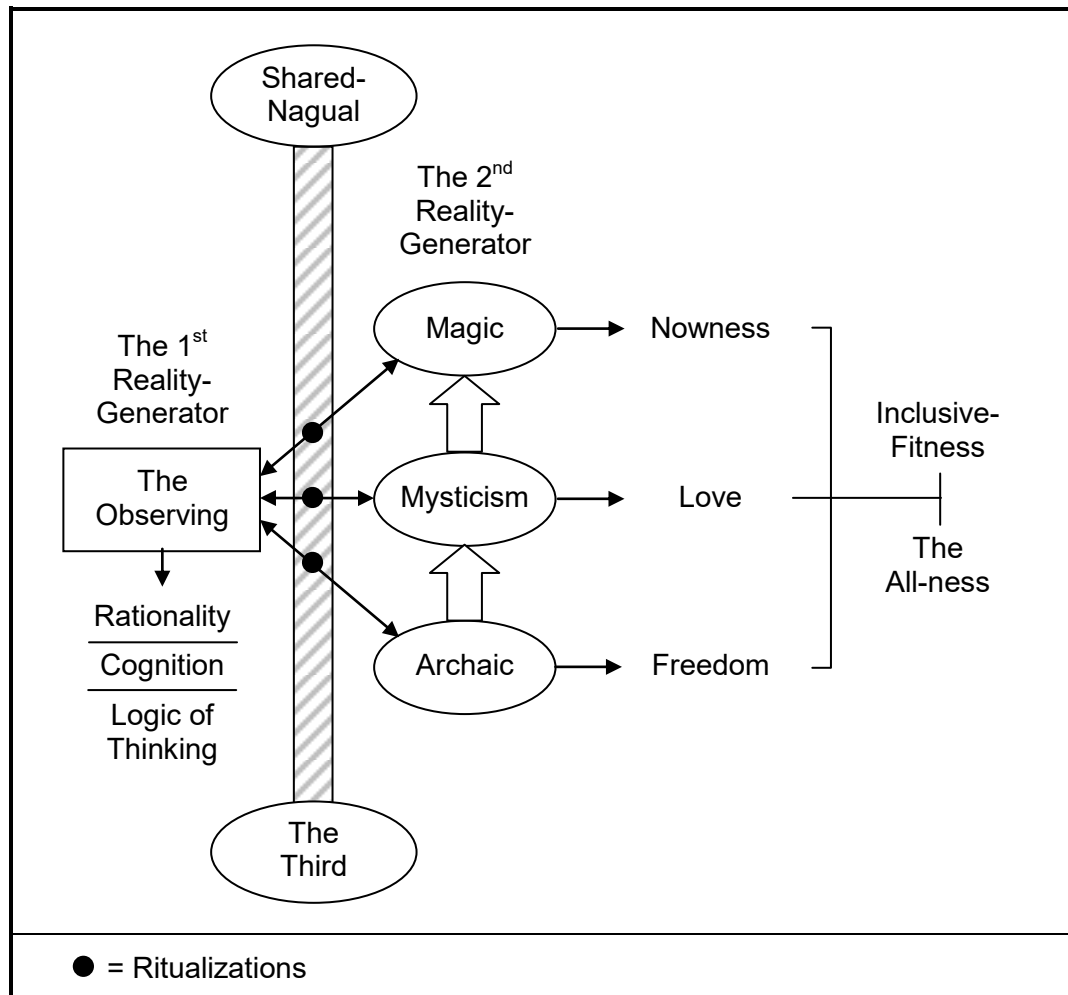 Shared-
Nagual
The 2nd
Reality-
Generator
Magic
Nowness
The 1st
Reality-
Generator
Inclusive-
Fitness
The
Observing
Mysticism
Love
The
All-ness
Rationality
Cognition
Logic of
Thinking
Archaic
Freedom
The
Third
= Ritualizations